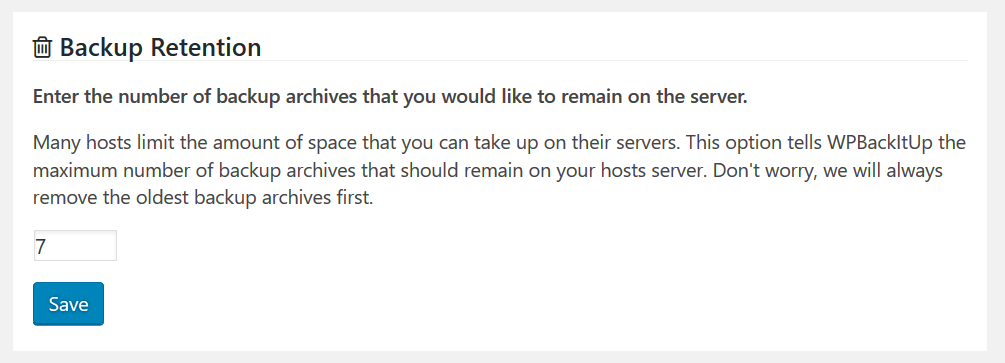 Backup Retention
Enter the number of backup archives that you would like to remain on the server.
Many hosts limit the amount of space that you can take up on their servers. This option tells WPBackItUp the
maximum number of backup archives that should remain on your hosts server. Don't worry, we will always
remove the oldest backup archives first.
7
Save